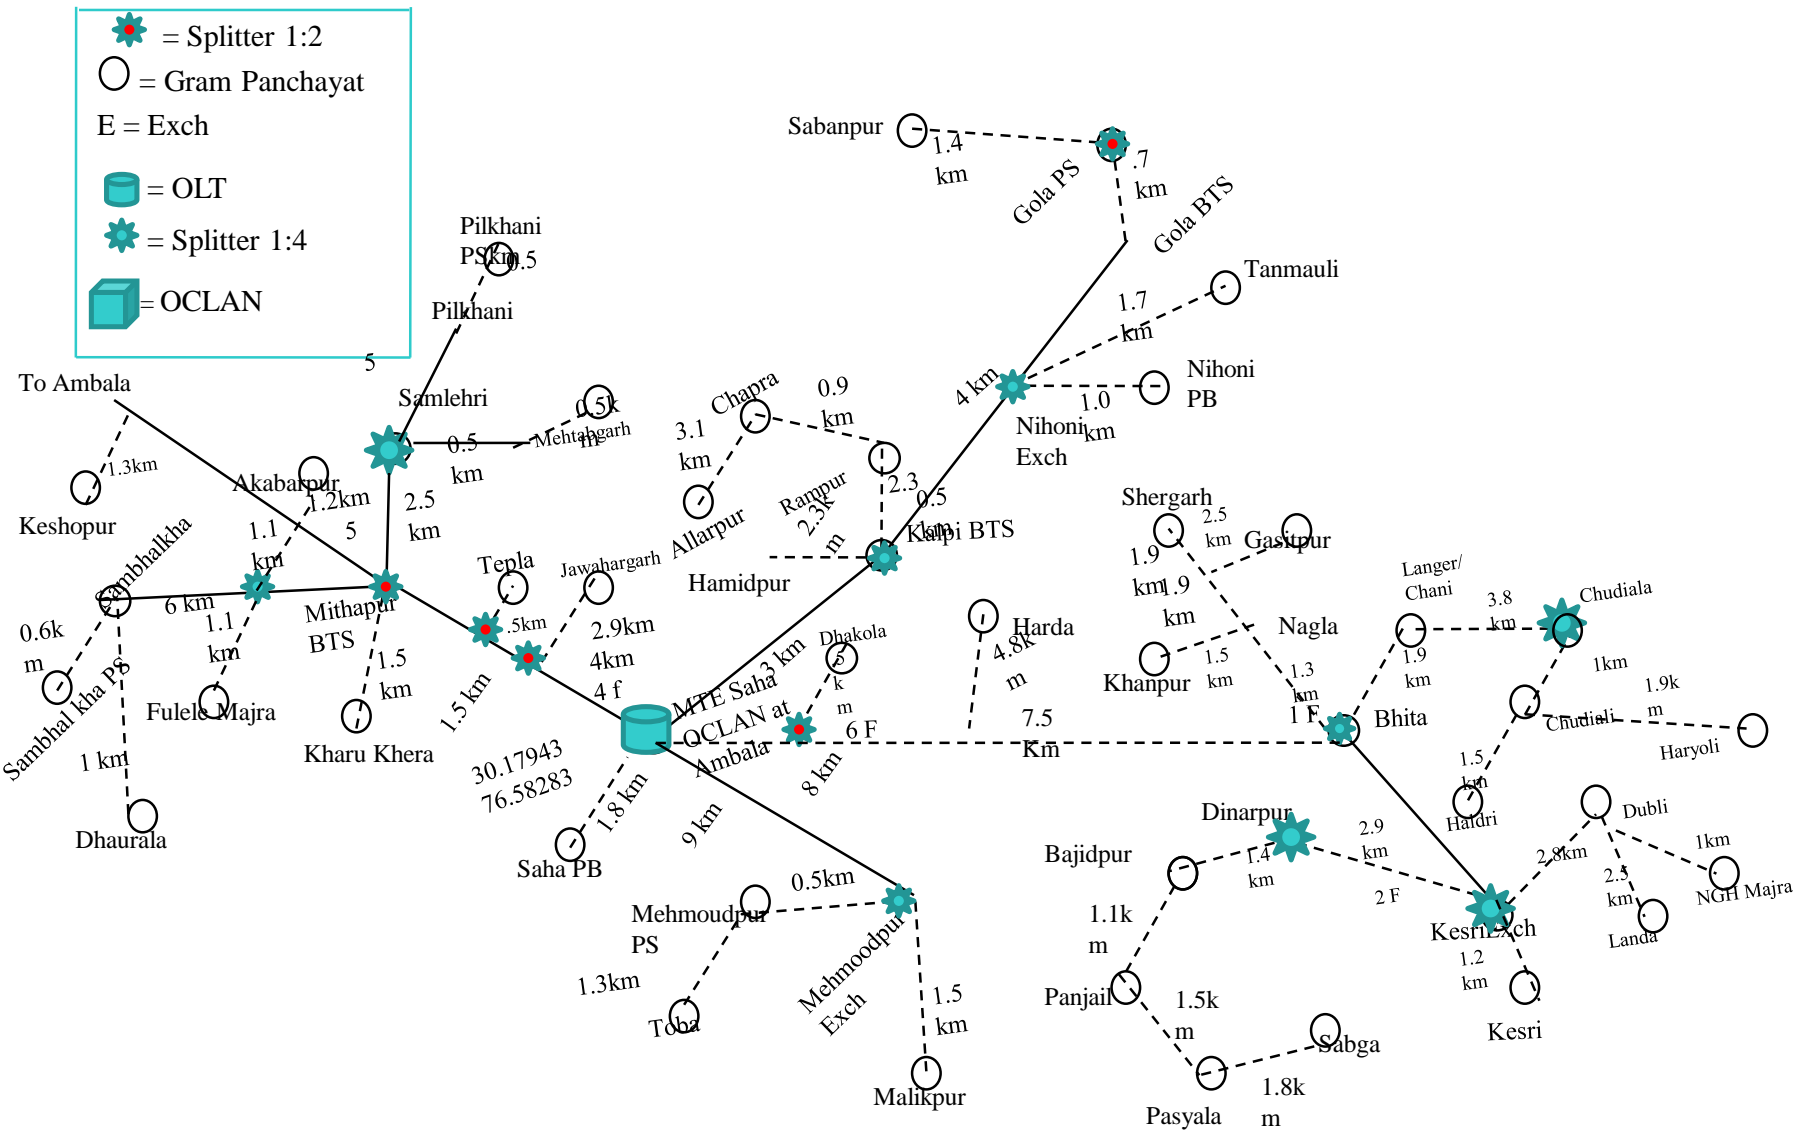 = Splitter 1:2
= Gram Panchayat
E = Exch
= OLT
= Splitter 1:4
= OCLAN
Sabanpur
1.4
km
Gola PS
.7
km
Gola BTS
Pilkhani
PSkm
0.5
Pilkhani
5
Tanmauli
1.7
km
Nihoni
PB
1.0
km
4 km
Nihoni
Exch
To Ambala
Samlehri
0.5k
m
Mehtabgarh
0.5
km
Chapra
0.9
km
3.1
km
1.3km
Keshopur
Akabarpur
1.2km
5
2.5
km
1.1
km
Allarpur
Rampur
2.3k
m
2.3
0.5
km
Kalpi BTS
Hamidpur
Shergarh
2.5
km
Gasitpur
1.9
km
1.9
km
Langer/
Chani
3.8
km
Chudiala
Sambhalkha
6 km
Mithapur
BTS
Tepla
Jawahargarh
.5km
2.9km
4km
4 f
0.6k
m
1.1
km
1.5
km
Sambhal kha PS
Fulele Majra
Kharu Khera
1.5 km
3 km
Dhakola
5
k
m
Harda
4.8k
m
Nagla
Khanpur
1.5
km
1.3
km
1 F
1.9
km
1km
1.9k
m
Bhita
Chudiali
Haryoli
MTE Saha
OCLAN at
Ambala
6 F
7.5
Km
8 km
30.17943
76.58283
1 km
Dhaurala
1.8 km
9 km
Saha PB
1.5
km
Haldri
Dinarpur
Bajidpur
1.4
km
2.9
km
2 F
Dubli
2.8km
1km
2.5
km
NGH Majra
Landa
Mehmoudpur
PS
0.5km
Mehmoodpur
Exch
1.3km
Toba
1.5
km
Malikpur
1.1k
m
Panjail
1.5k
m
Sabga
Pasyala
1.8k
m
KesriExch
1.2
km
Kesri